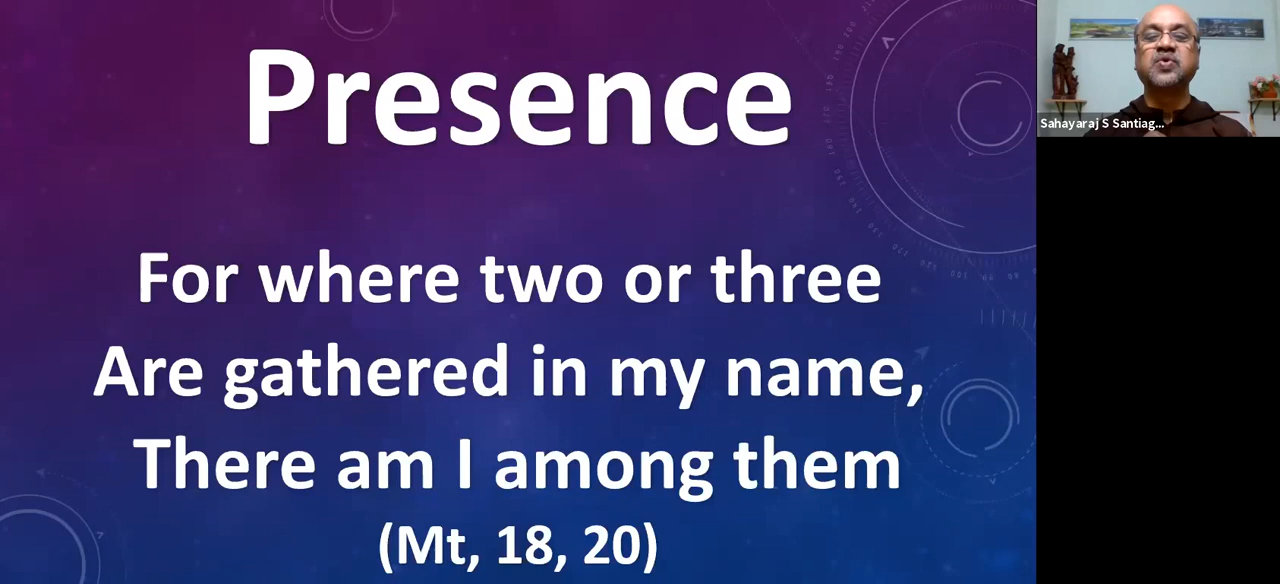 Presence
For where two or three
Are gathered in my name,
There am I among them
(Mt, 18, 20)
Sahayaraj S Santiag...